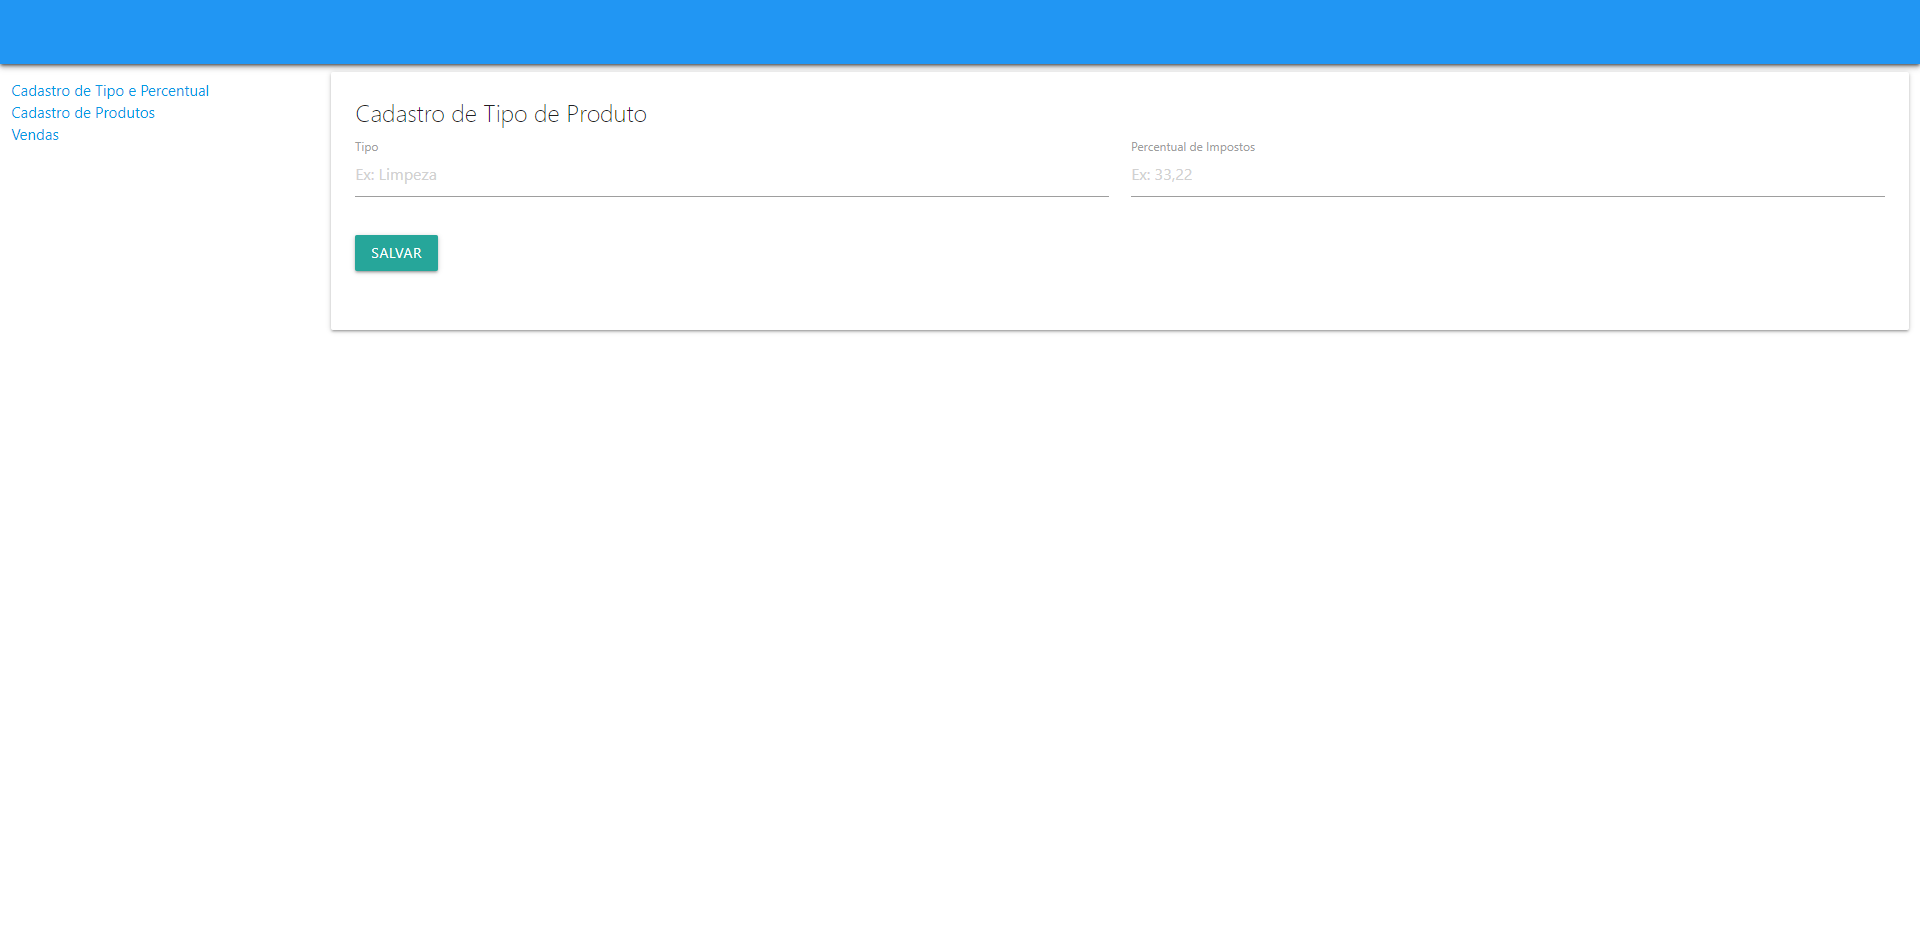 Cadastro de Tipo e Percentual
Cadastro de Produtos
Vendas
Cadastro de Tipo de Produto
Tipo
Ex: Limpeza
Percentual de Impostos
Ex: 33,22
SALVAR